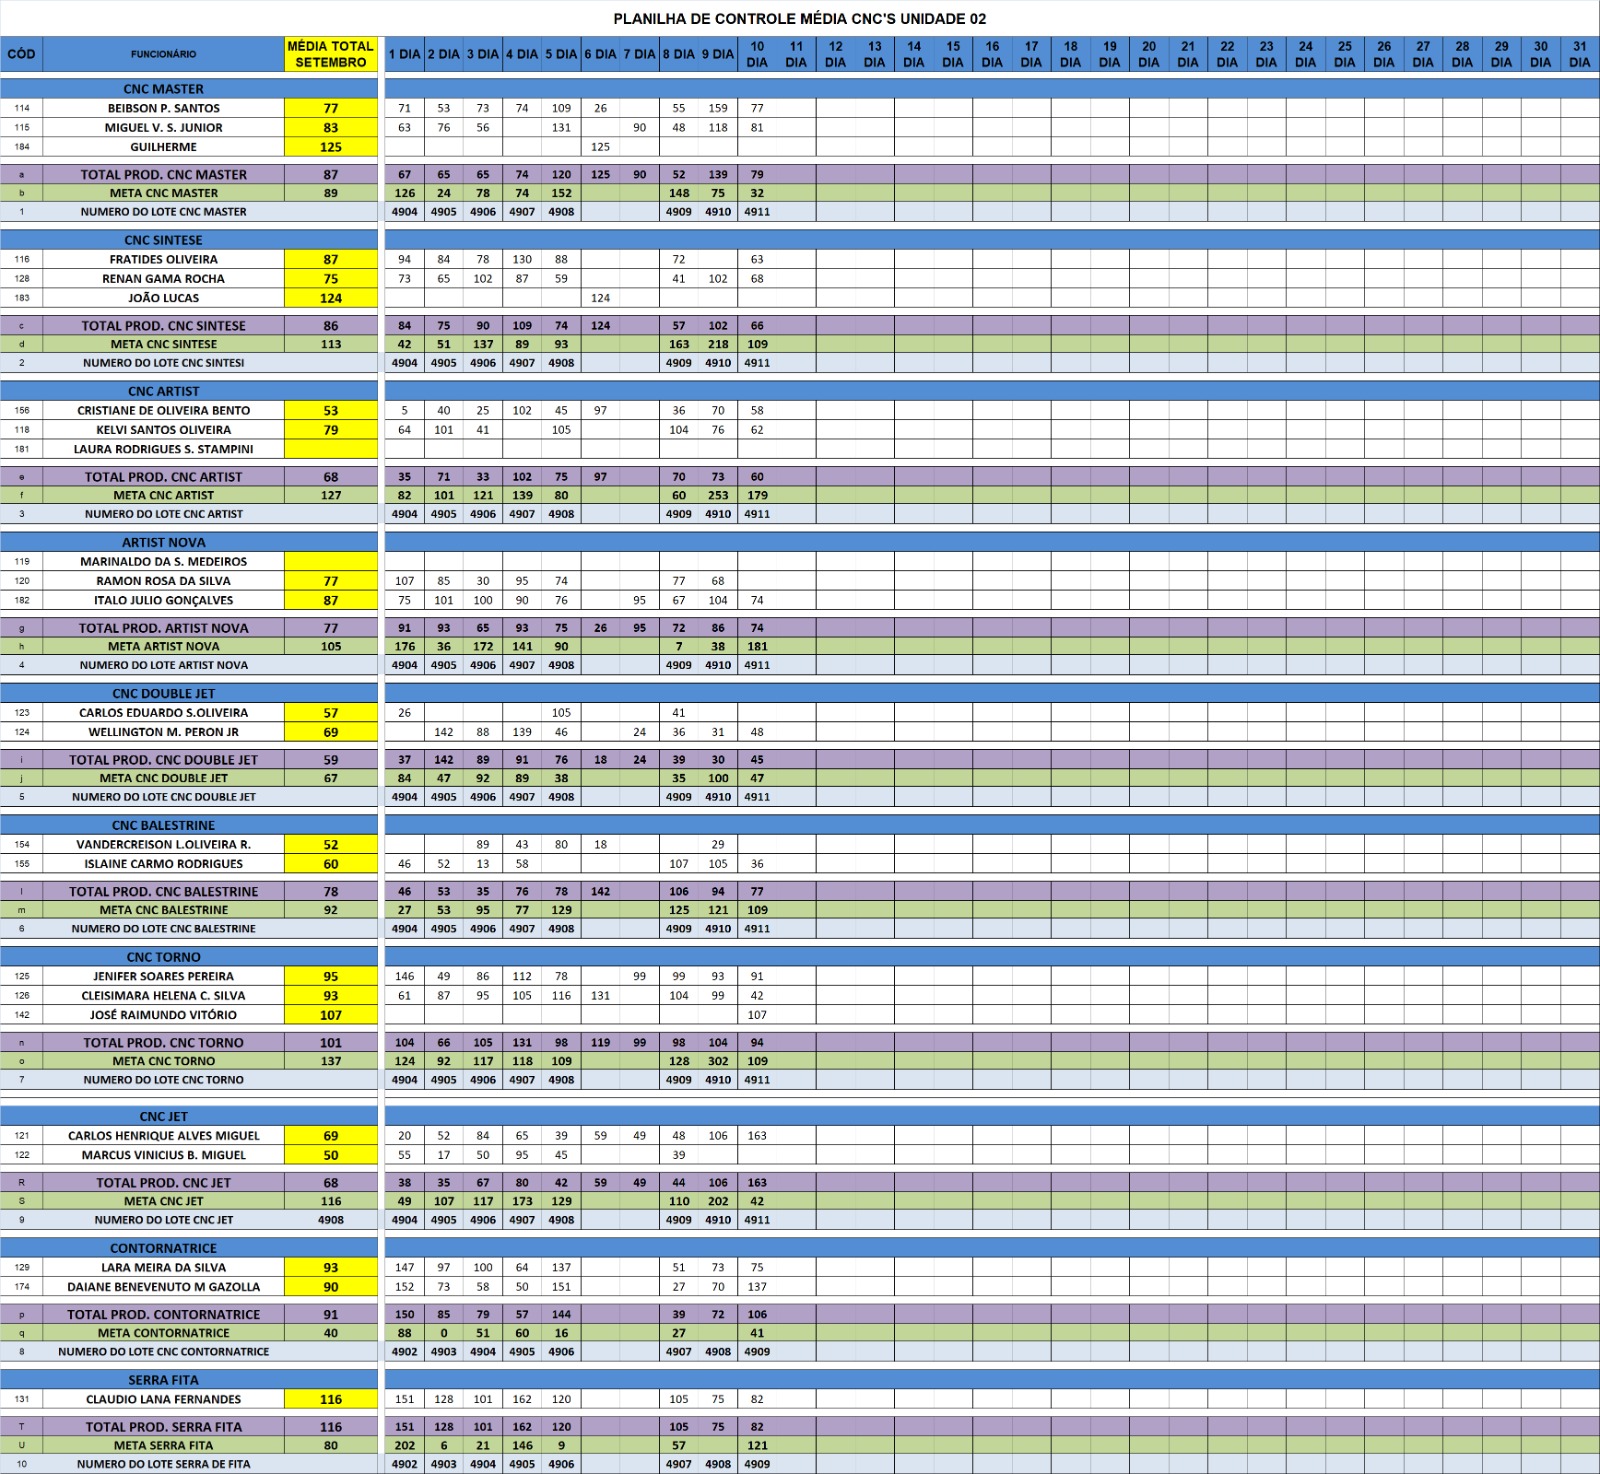 PLANILHA DE CONTROLE MÉDIA CNC'S UNIDADE 02
CÓD FUNCIONÁRIO MÉDIA TOTAL SETEMBRO 1 DIA 2 DIA 3 DIA 4 DIA 5 DIA 6 DIA 7 DIA 8 DIA 9 DIA 10 DIA 11 DIA 12 DIA 13 DIA 14 DIA 15 DIA 16 DIA 17 DIA 18 DIA 19 DIA 20 DIA 21 DIA 22 DIA 23 DIA 24 DIA 25 DIA 26 DIA 27 DIA 28 DIA 29 DIA 30 DIA 31 DIA
CNC MASTER
114 BEIBSON P. SANTOS 77 71 53 73 74 109 26 55 159 77
115 MIGUEL V. S. JUNIOR 83 63 76 56 131 90 48 118 81
184 GUILHERME 125 125
a TOTAL PROD. CNC MASTER 87 67 65 65 74 120 125 90 52 139 79
b META CNC MASTER 89 126 24 78 74 152 148 75 32
1 NUMERO DO LOTE CNC MASTER 4904 4905 4906 4907 4908 4909 4910 4911
CNC SINTESE
116 FRATIDES OLIVEIRA 87 94 84 78 130 88 72 63
128 RENAN GAMA ROCHA 75 73 65 102 87 59 41 102 68
183 JOÃO LUCAS 124 124
c TOTAL PROD. CNC SINTESE 86 84 75 90 109 74 124 57 102 66
d META CNC SINTESE 113 42 51 137 89 93 163 218 109
2 NUMERO DO LOTE CNC SINTESI 4904 4905 4906 4907 4908 4909 4910 4911
CNC ARTIST
156 CRISTIANE DE OLIVEIRA BENTO 53 5 40 25 102 45 97 36 70 58
118 KELVI SANTOS OLIVEIRA 79 64 101 41 105 104 76 62
181 LAURA RODRIGUES S. STAMPINI
e TOTAL PROD. CNC ARTIST 68 35 71 33 102 75 97 70 73 60
f META CNC ARTIST 127 82 101 121 139 80 60 253 179
3 NUMERO DO LOTE CNC ARTIST 4904 4905 4906 4907 4908 4909 4910 4911
ARTIST NOVA
119 MARINALDO DA S. MEDEIROS
120 RAMON ROSA DA SILVA 77 107 85 30 95 74 77 68
182 ITALO JULIO GONÇALVES 87 75 101 100 90 76 95 67 104 74
g TOTAL PROD. ARTIST NOVA 77 91 93 65 93 75 26 95 72 86 74
h META ARTIST NOVA 105 176 36 172 141 90 7 38 181
4 NUMERO DO LOTE ARTIST NOVA 4904 4905 4906 4907 4908 4909 4910 4911
CNC DOUBLE JET
123 CARLOS EDUARDO S.OLIVEIRA 57 26 105 41
124 WELLINGTON M. PERON JR 69 142 88 139 46 24 36 31 48
i TOTAL PROD. CNC DOUBLE JET 59 37 142 89 91 76 18 24 39 30 45
j META CNC DOUBLE JET 67 84 47 92 89 38 35 100 47
5 NUMERO DO LOTE CNC DOUBLE JET 4904 4905 4906 4907 4908 4909 4910 4911
CNC BALESTRINE
154 VANDERCREISON L.OLIVEIRA R. 52 89 43 80 18 29
155 ISLAINE CARMO RODRIGUES 60 46 52 13 58 107 105 36
l TOTAL PROD. CNC BALESTRINE 78 46 53 35 76 78 142 106 94 77
m META CNC BALESTRINE 92 27 53 95 77 129 125 121 109
6 NUMERO DO LOTE CNC BALESTRINE 4904 4905 4906 4907 4908 4909 4910 4911
CNC TORNO
125 JENIFER SOARES PEREIRA 95 146 49 86 112 78 99 99 93 91
126 CLEISIMARA HELENA C. SILVA 93 61 87 95 105 116 131 104 99 42
142 JOSÉ RAIMUNDO VITÓRIO 107 107
n TOTAL PROD. CNC TORNO 101 104 66 105 131 98 119 99 98 104 94
o META CNC TORNO 137 124 92 117 118 109 128 302 109
7 NUMERO DO LOTE CNC TORNO 4904 4905 4906 4907 4908 4909 4910 4911
CNC JET
121 CARLOS HENRIQUE ALVES MIGUEL 69 20 52 84 65 39 59 49 48 106 163
122 MARCUS VINICIUS B. MIGUEL 50 55 17 50 95 45 39
R TOTAL PROD. CNC JET 68 38 35 67 80 42 59 49 44 106 163
S META CNC JET 116 49 107 117 173 129 110 202 42
9 NUMERO DO LOTE CNC JET 4908 4904 4905 4906 4907 4908 4909 4910 4911
CONTORNATRICE
129 LARA MEIRA DA SILVA 93 147 97 100 64 137 51 73 75
174 DAIANE BENEVENUTO M GAZOLLA 90 152 73 58 50 151 27 70 137
p TOTAL PROD. CONTORNATRICE 91 150 85 79 57 144 39 72 106
q META CONTORNATRICE 40 88 0 51 60 16 27 41
8 NUMERO DO LOTE CNC CONTORNATRICE 4902 4903 4904 4905 4906 4907 4908 4909
SERRA FITA
131 CLAUDIO LANA FERNANDES 116 151 128 101 162 120 105 75 82
T TOTAL PROD. SERRA FITA 116 151 128 101 162 120 105 75 82
U META SERRA FITA 80 202 6 21 146 9 57 121
10 NUMERO DO LOTE SERRA DE FITA 4902 4903 4904 4905 4906 4907 4908 4909